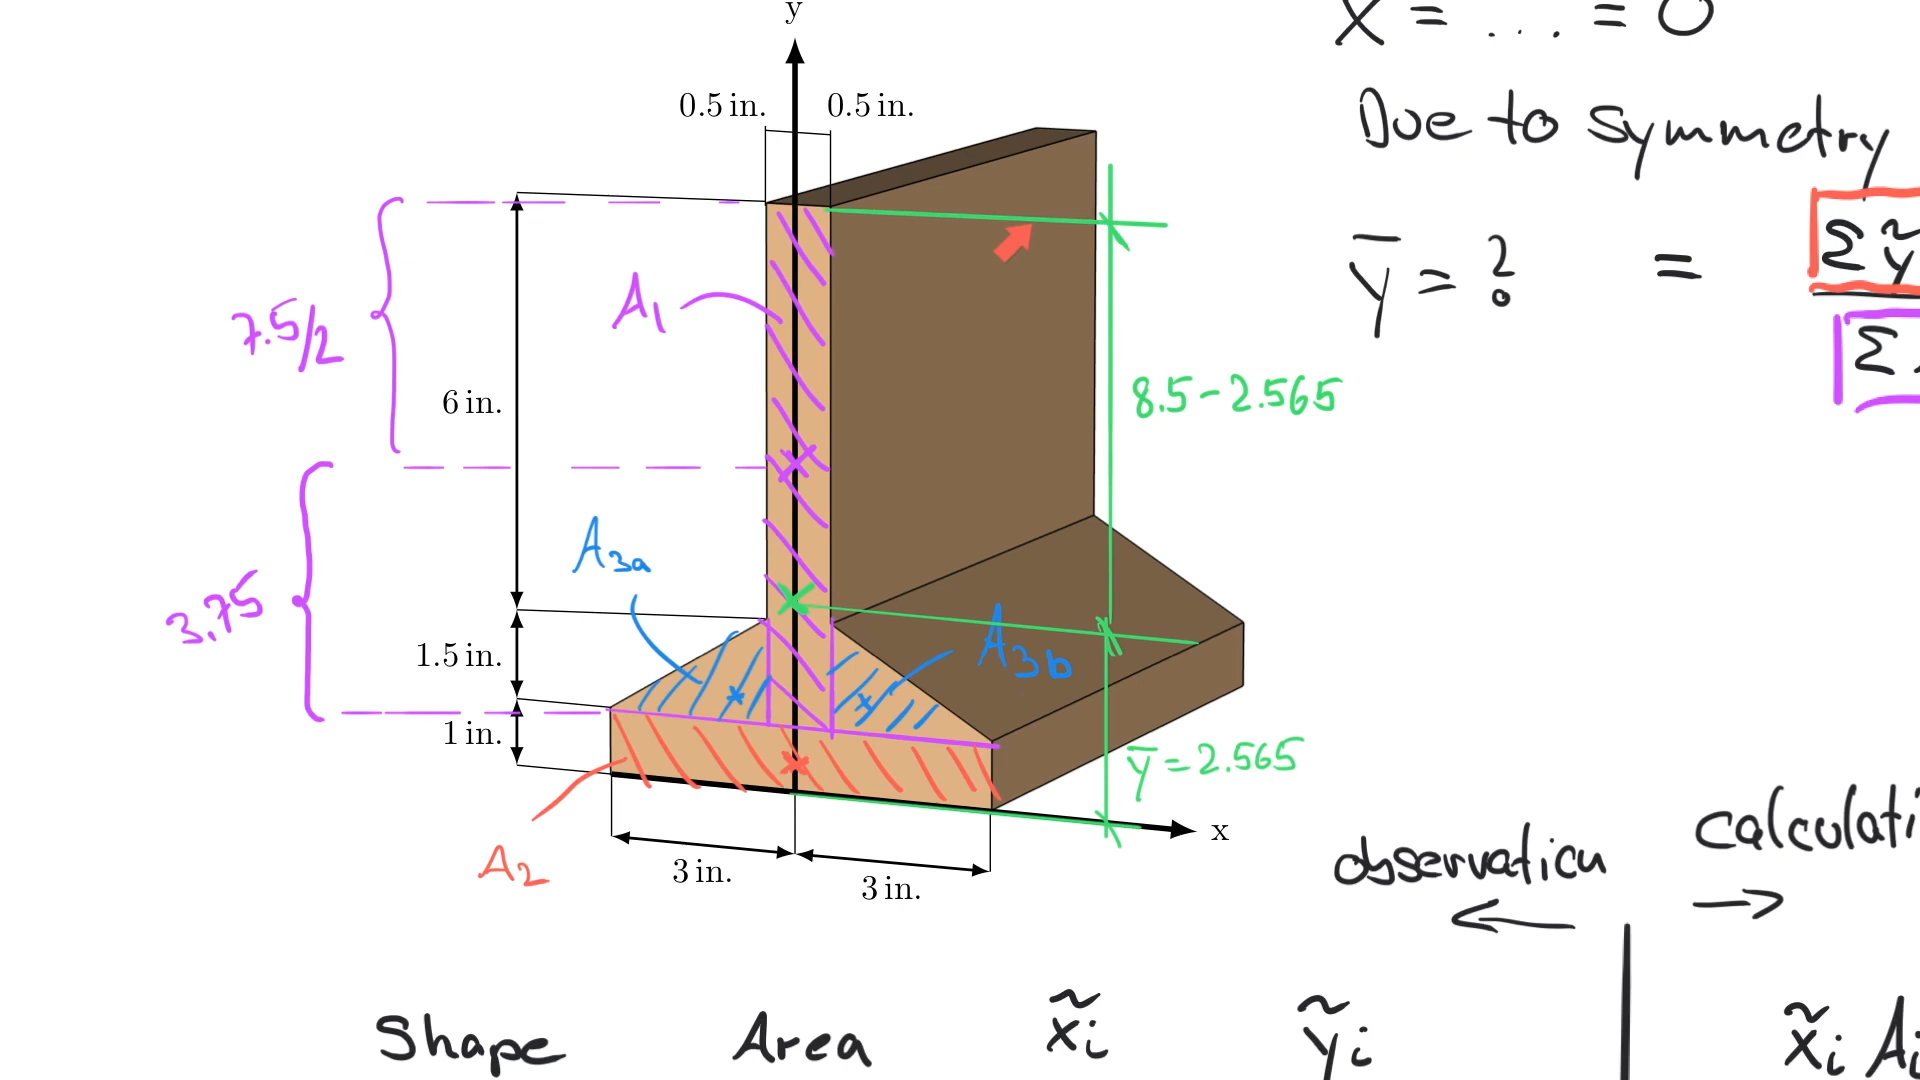 y
x̄ = ... = 0
0.5 in. 0.5 in.
Due to symmetry
A1
ȳ = ? = Σ ỹ
Σ
7.5/2
6 in.
8.5 - 2.565
A3a
3.75
1.5 in.
A3b
1 in.
ȳ = 2.565
x
3 in.
3 in.
A2
observation
calculati
← →
Shape Area x̃i ỹi x̃i Ai